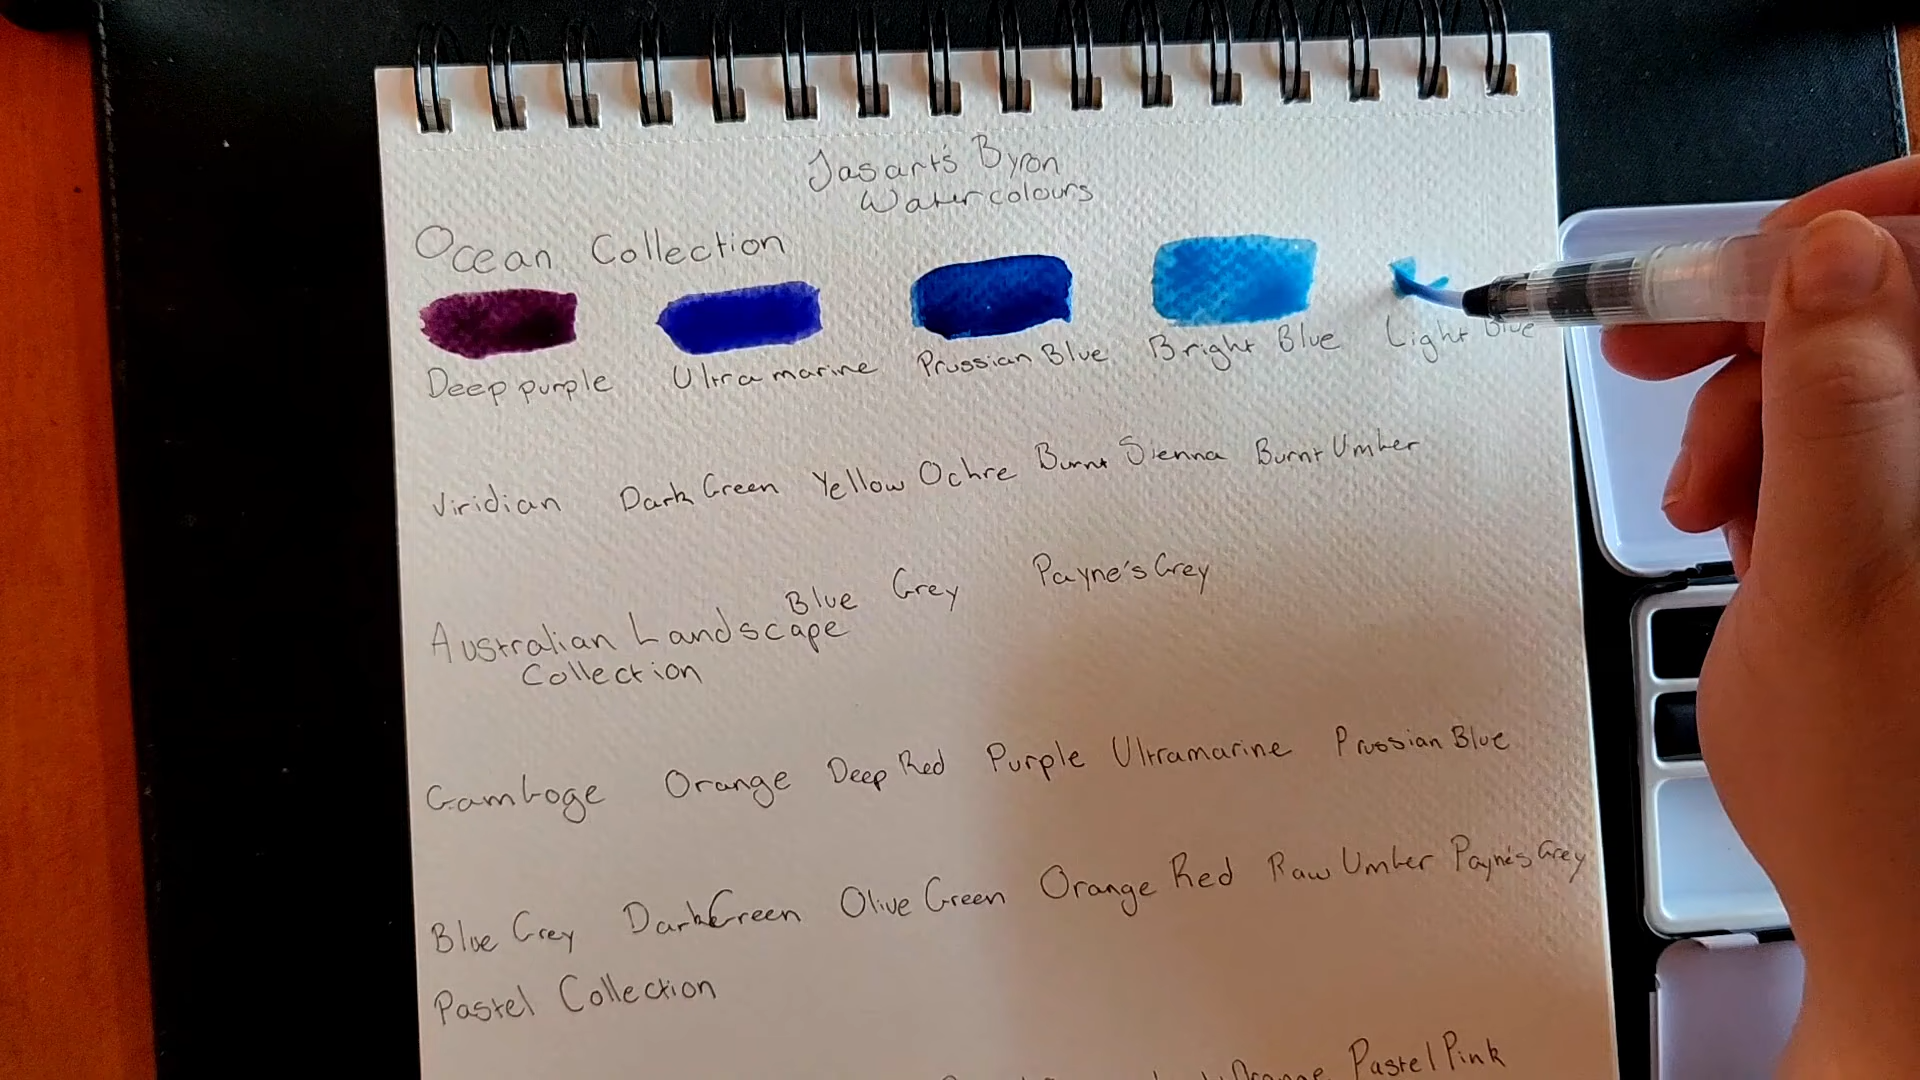 Jasart's Byron
Watercolours
Ocean Collection
Deep purple Ultramarine Prussian Blue Bright Blue Light Blue
Viridian Dark Green Yellow Ochre Burnt Sienna Burnt Umber
Blue Grey Payne's Grey
Australian Landscape
Collection
Gamboge Orange Deep Red Purple Ultramarine Prussian Blue
Blue Grey Dark Green Olive Green Orange Red Raw Umber Payne's Grey
Pastel Collection
Orange Pastel Pink